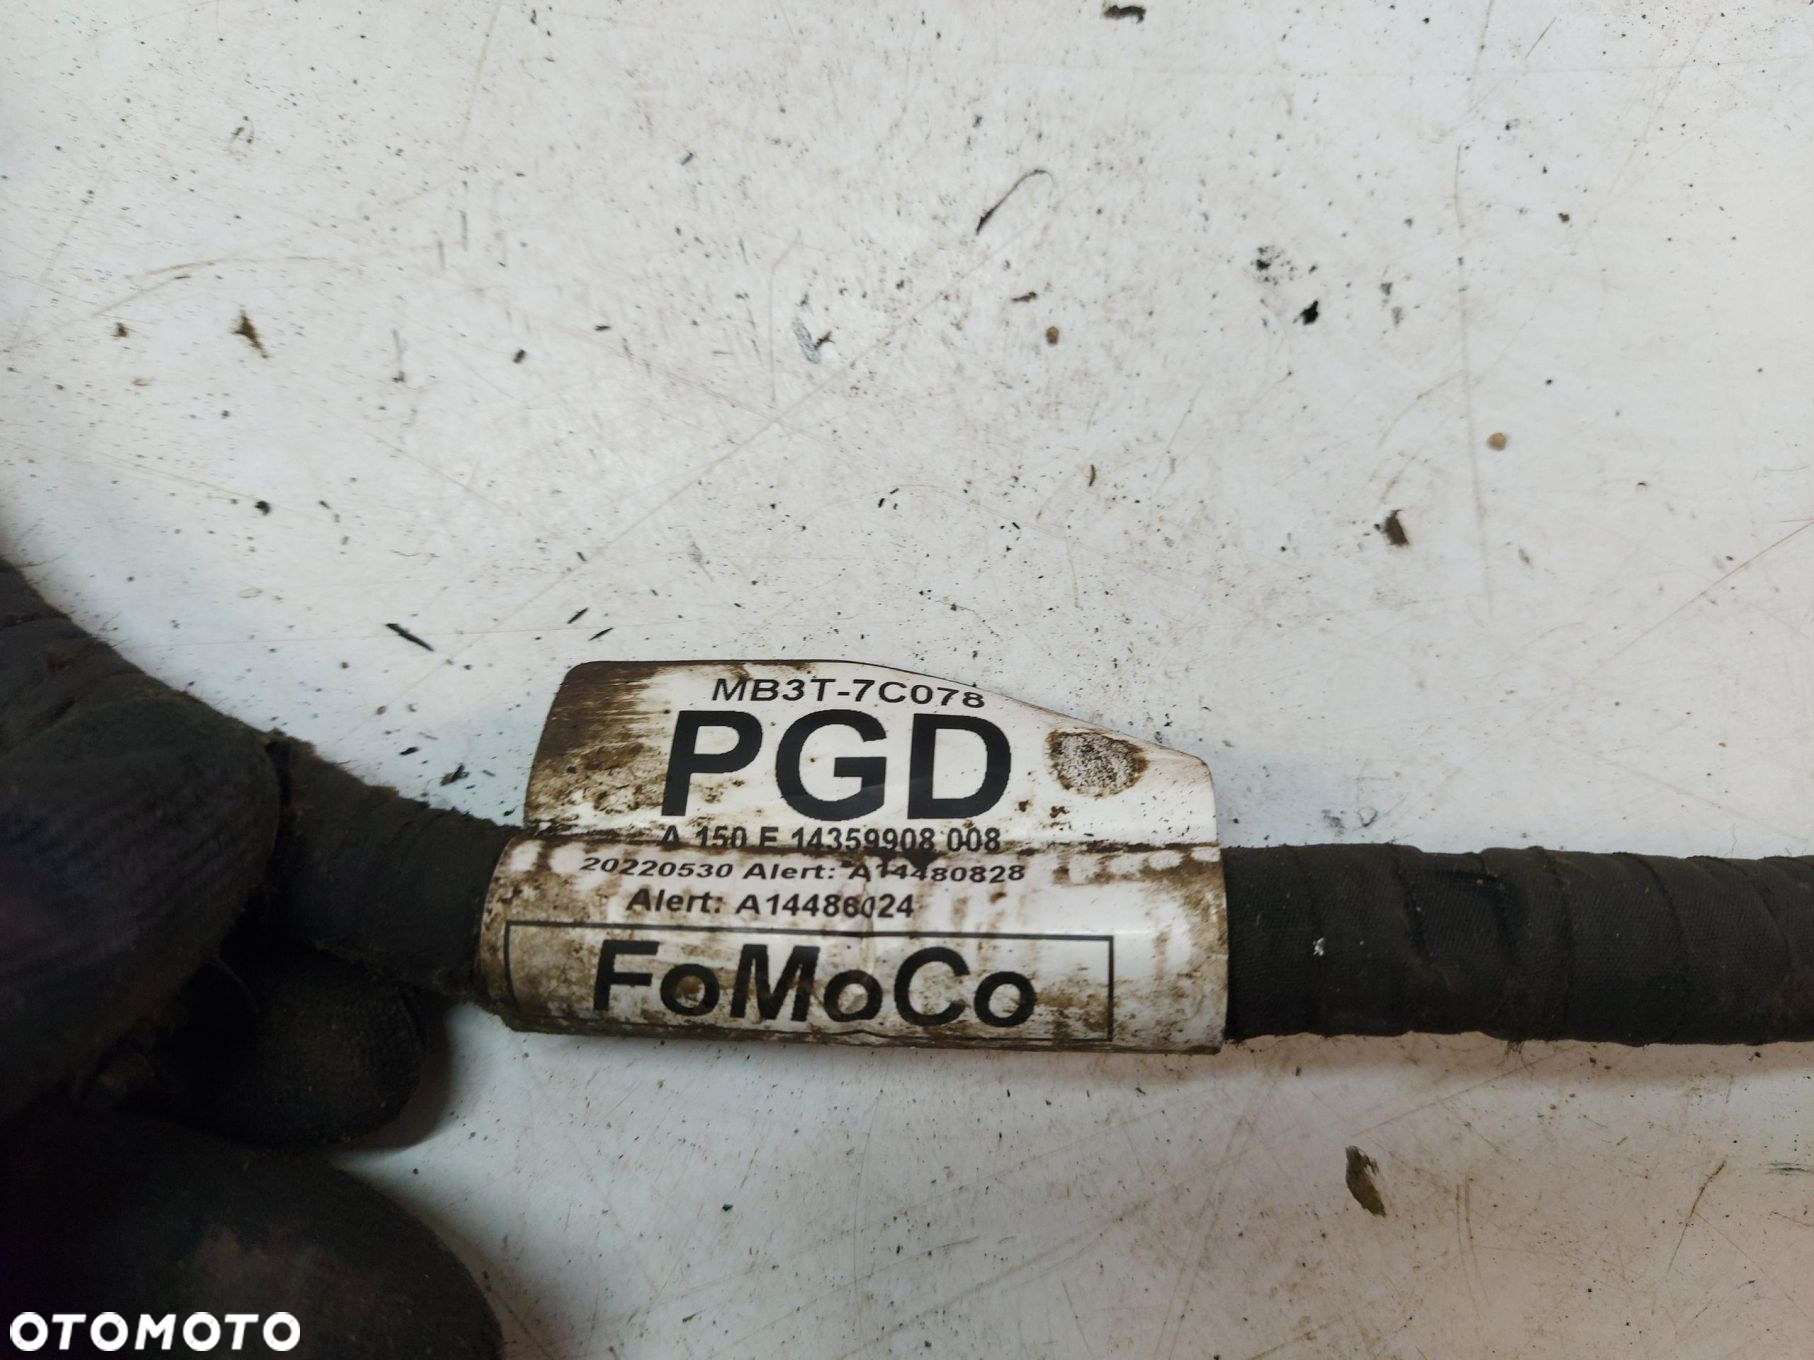 MB3T-7C078
PGD
A 150 E 14359908 008
20220530 Alert: A14480828
Alert: A14486024
FoMoCo
OTOMOTO